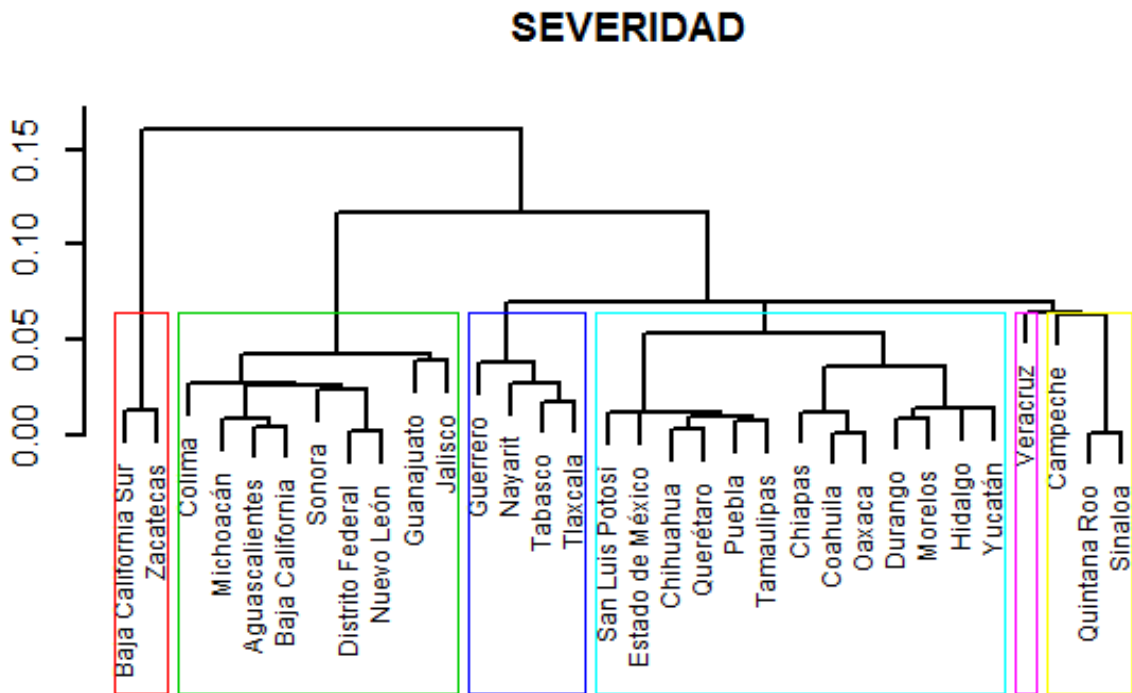 SEVERIDAD
0.15
0.10
0.05
0.00
Baja California Sur
Zacatecas
Colima
Michoacán
Aguascalientes
Baja California
Sonora
Distrito Federal
Nuevo León
Guanajuato
Jalisco
Guerrero
Nayarit
Tabasco
Tlaxcala
San Luis Potosi
Estado de México
Chihuahua
Querétaro
Puebla
Tamaulipas
Chiapas
Coahuila
Oaxaca
Durango
Morelos
Hidalgo
Yucatán
Veracruz
Campeche
Quintana Roo
Sinaloa